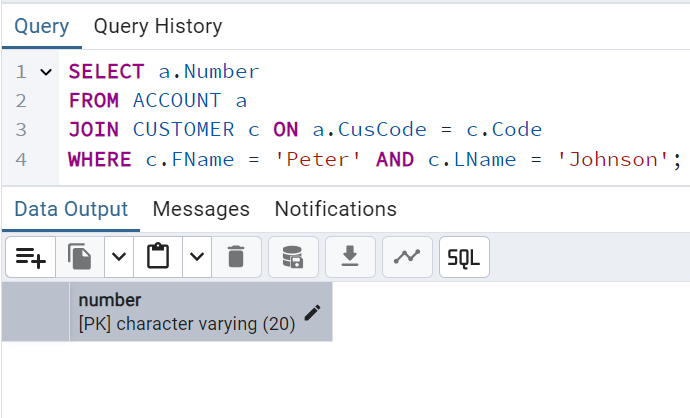 Query Query History
1 SELECT a.Number
2 FROM ACCOUNT a
3 JOIN CUSTOMER c ON a.CusCode = c.Code
4 WHERE c.FName = 'Peter' AND c.LName = 'Johnson';
Data Output Messages Notifications
SQL
number
[PK] character varying (20)